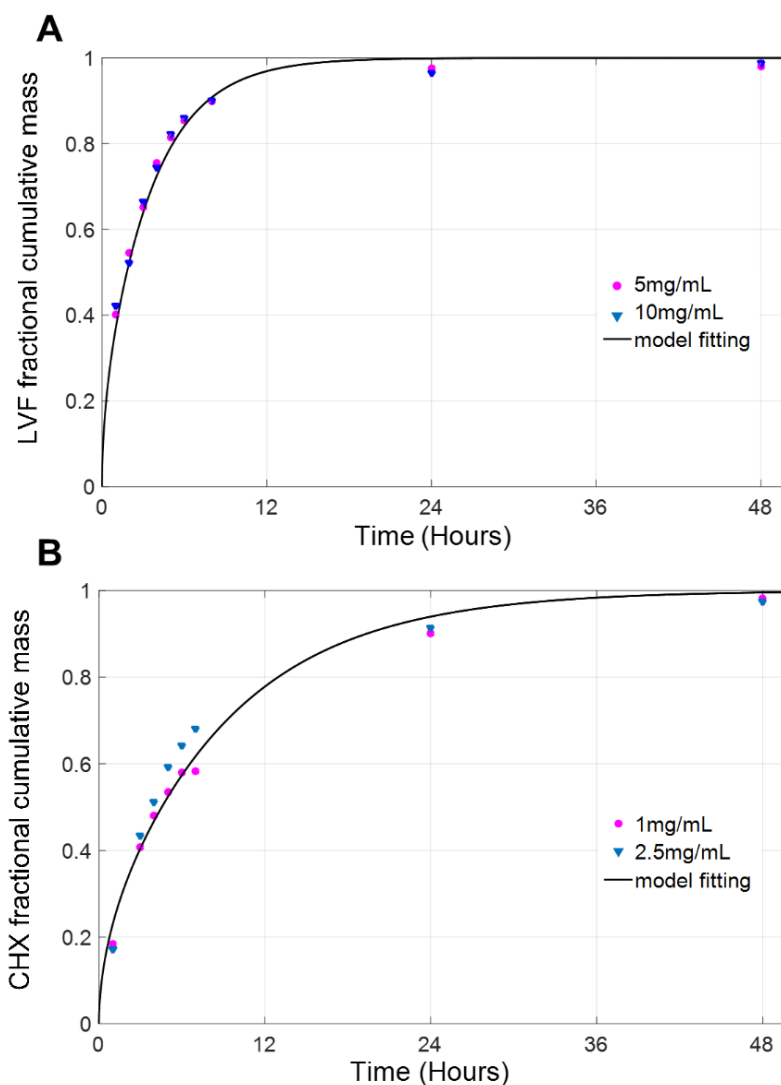 A
LVF fractional cumulative mass
1
0.8
0.6
0.4
0.2
0
0
12
24
36
48
5mg/mL
10mg/mL
model fitting
Time (Hours)
B
CHX fractional cumulative mass
1
0.8
0.6
0.4
0.2
0
0
12
24
36
48
1mg/mL
2.5mg/mL
model fitting
Time (Hours)